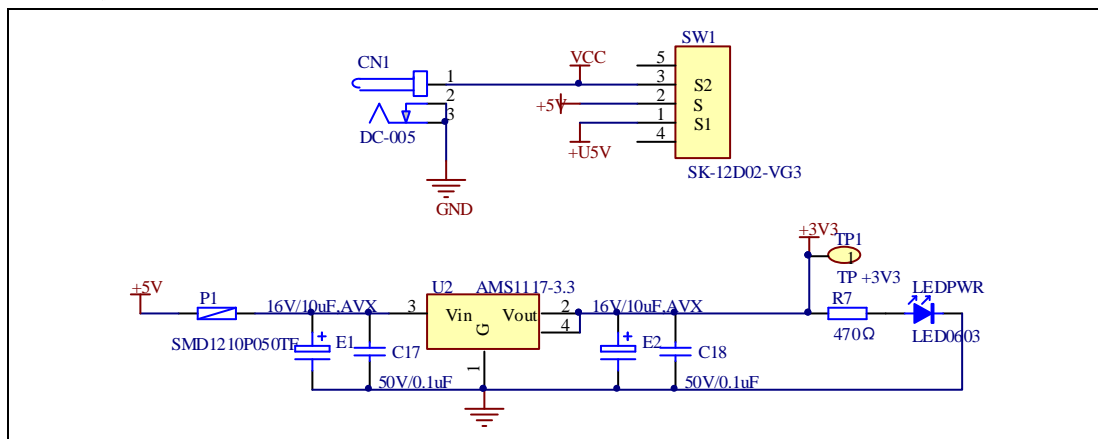 SW1
CN1
VCC
5
1
3
S2
2
+5V
2
S
3
1
S1
DC-005
+U5V
4
SK-12D02-VG3
GND
+3V3
TP1
1
+5V
P1
U2
AMS1117-3.3
TP +3V3
LEDPWR
16V/10uF,AVX
3
Vin
Vout
2
16V/10uF,AVX
R7
G
4
SMD1210P050TF
E1
C17
E2
C18
470Ω
LED0603
1
50V/0.1uF
50V/0.1uF